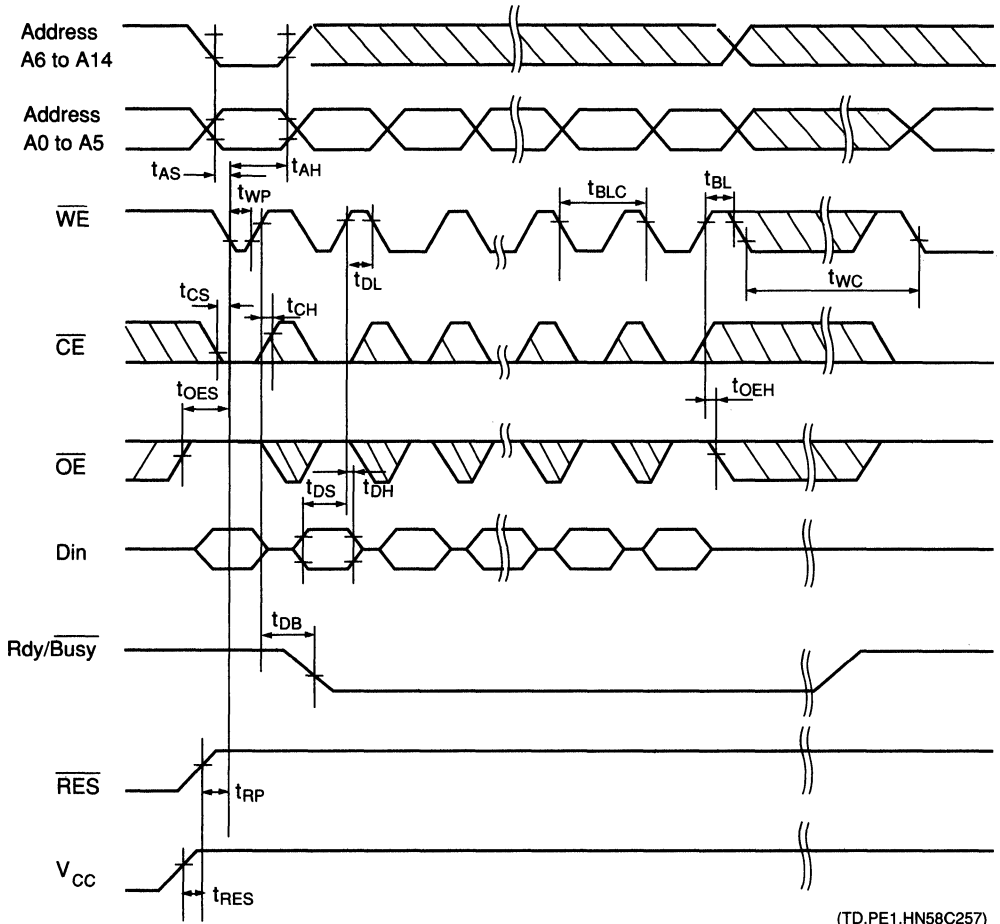 Address
A6 to A14
Address
A0 to A5
tAS
tAH
tWP
tBLC
tBL
WE
tDL
tWC
tCS
tCH
CE
tOES
tOEH
OE
tDS
tDH
Din
tDB
Rdy/Busy
RES
tRP
VCC
tRES
(TD.PE1.HN58C257)